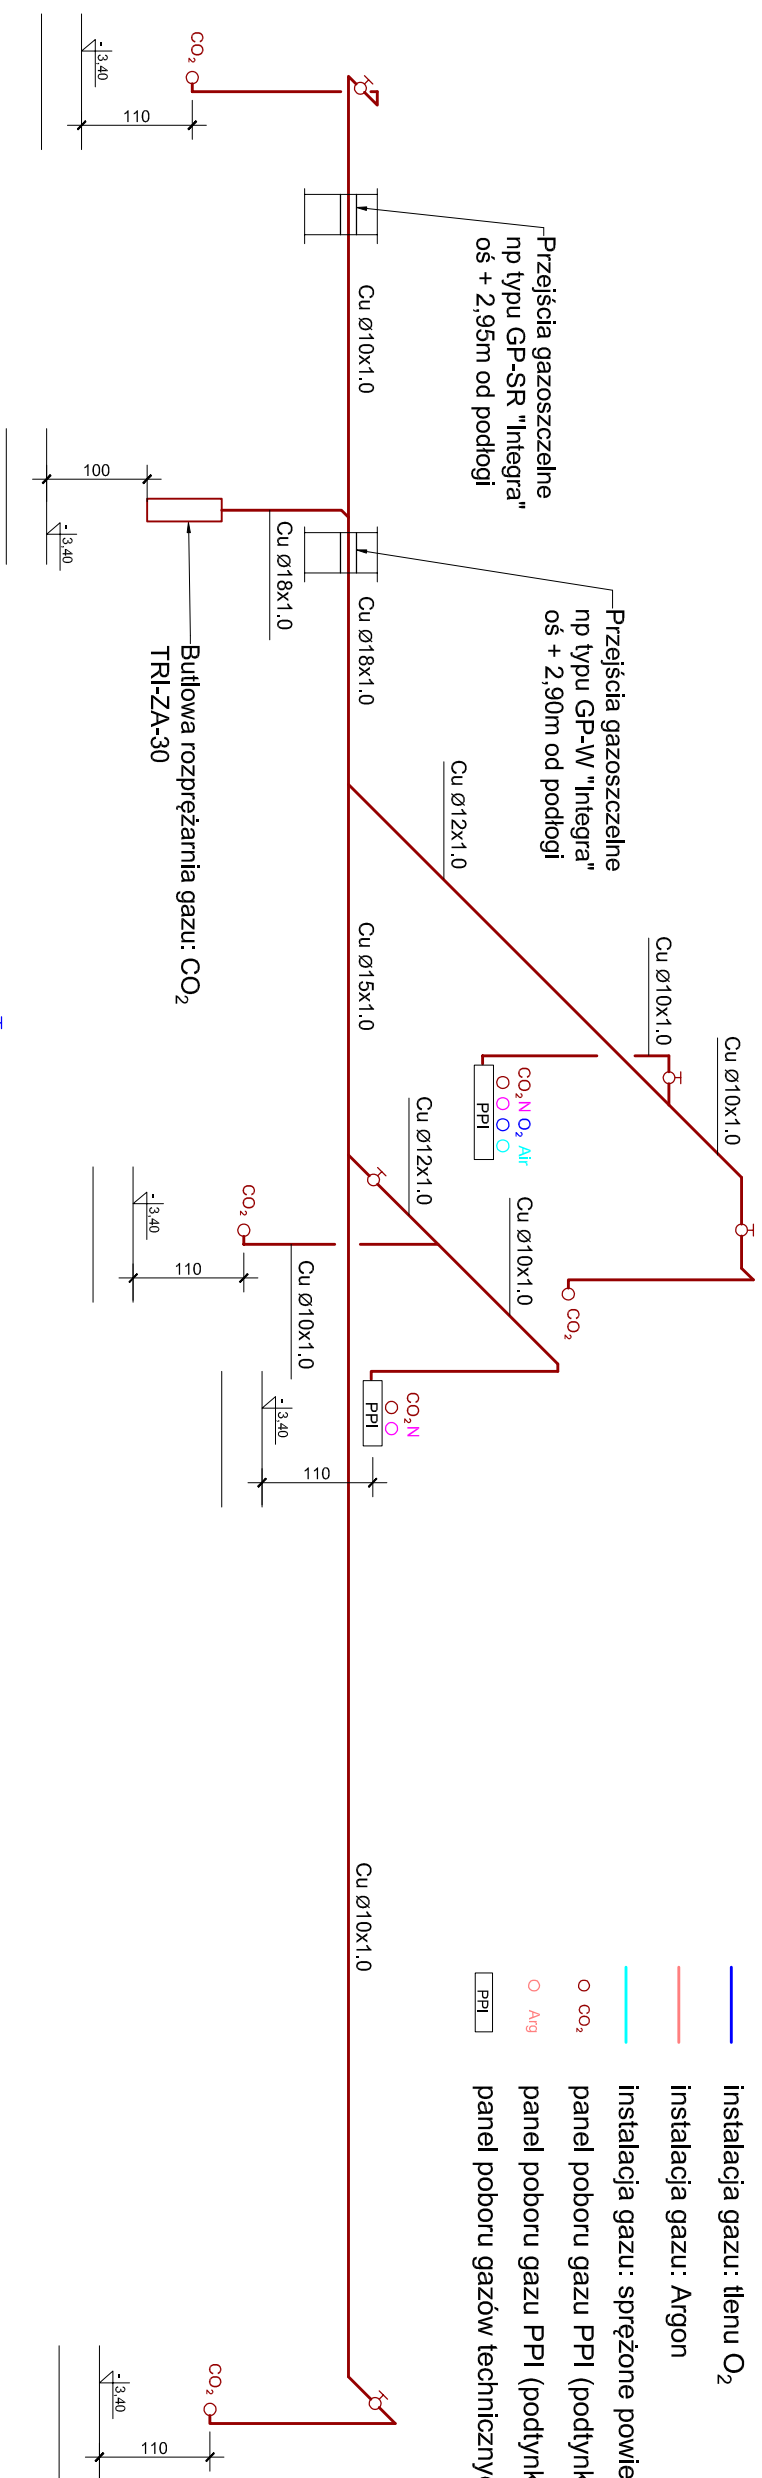 CO₂
-
3,40
110
Przejścia gazoszczelne
np typu GP-SR "Integra"
oś + 2,95m od podłogi
Cu Ø10x1.0
100
-
3,40
Cu Ø18x1.0
Cu Ø18x1.0
Przejścia gazoszczelne
np typu GP-W "Integra"
oś + 2,90m od podłogi
Butlowa rozprężarnia gazu: CO₂
TRI-ZA-30
Cu Ø12x1.0
Cu Ø15x1.0
Cu Ø10x1.0
Cu Ø10x1.0
CO₂ N O₂ Air
PPI
Cu Ø12x1.0
Cu Ø10x1.0
CO₂
-
3,40
110
CO₂
Cu Ø10x1.0
CO₂ N
PPI
-
3,40
110
Cu Ø10x1.0
instalacja gazu: tlenu O₂
instalacja gazu: Argon
instalacja gazu: sprężone powie
CO₂ panel poboru gazu PPI (podtynk
Arg panel poboru gazu PPI (podtynk
PPI panel poboru gazów techniczny
CO₂
-
3,40
110